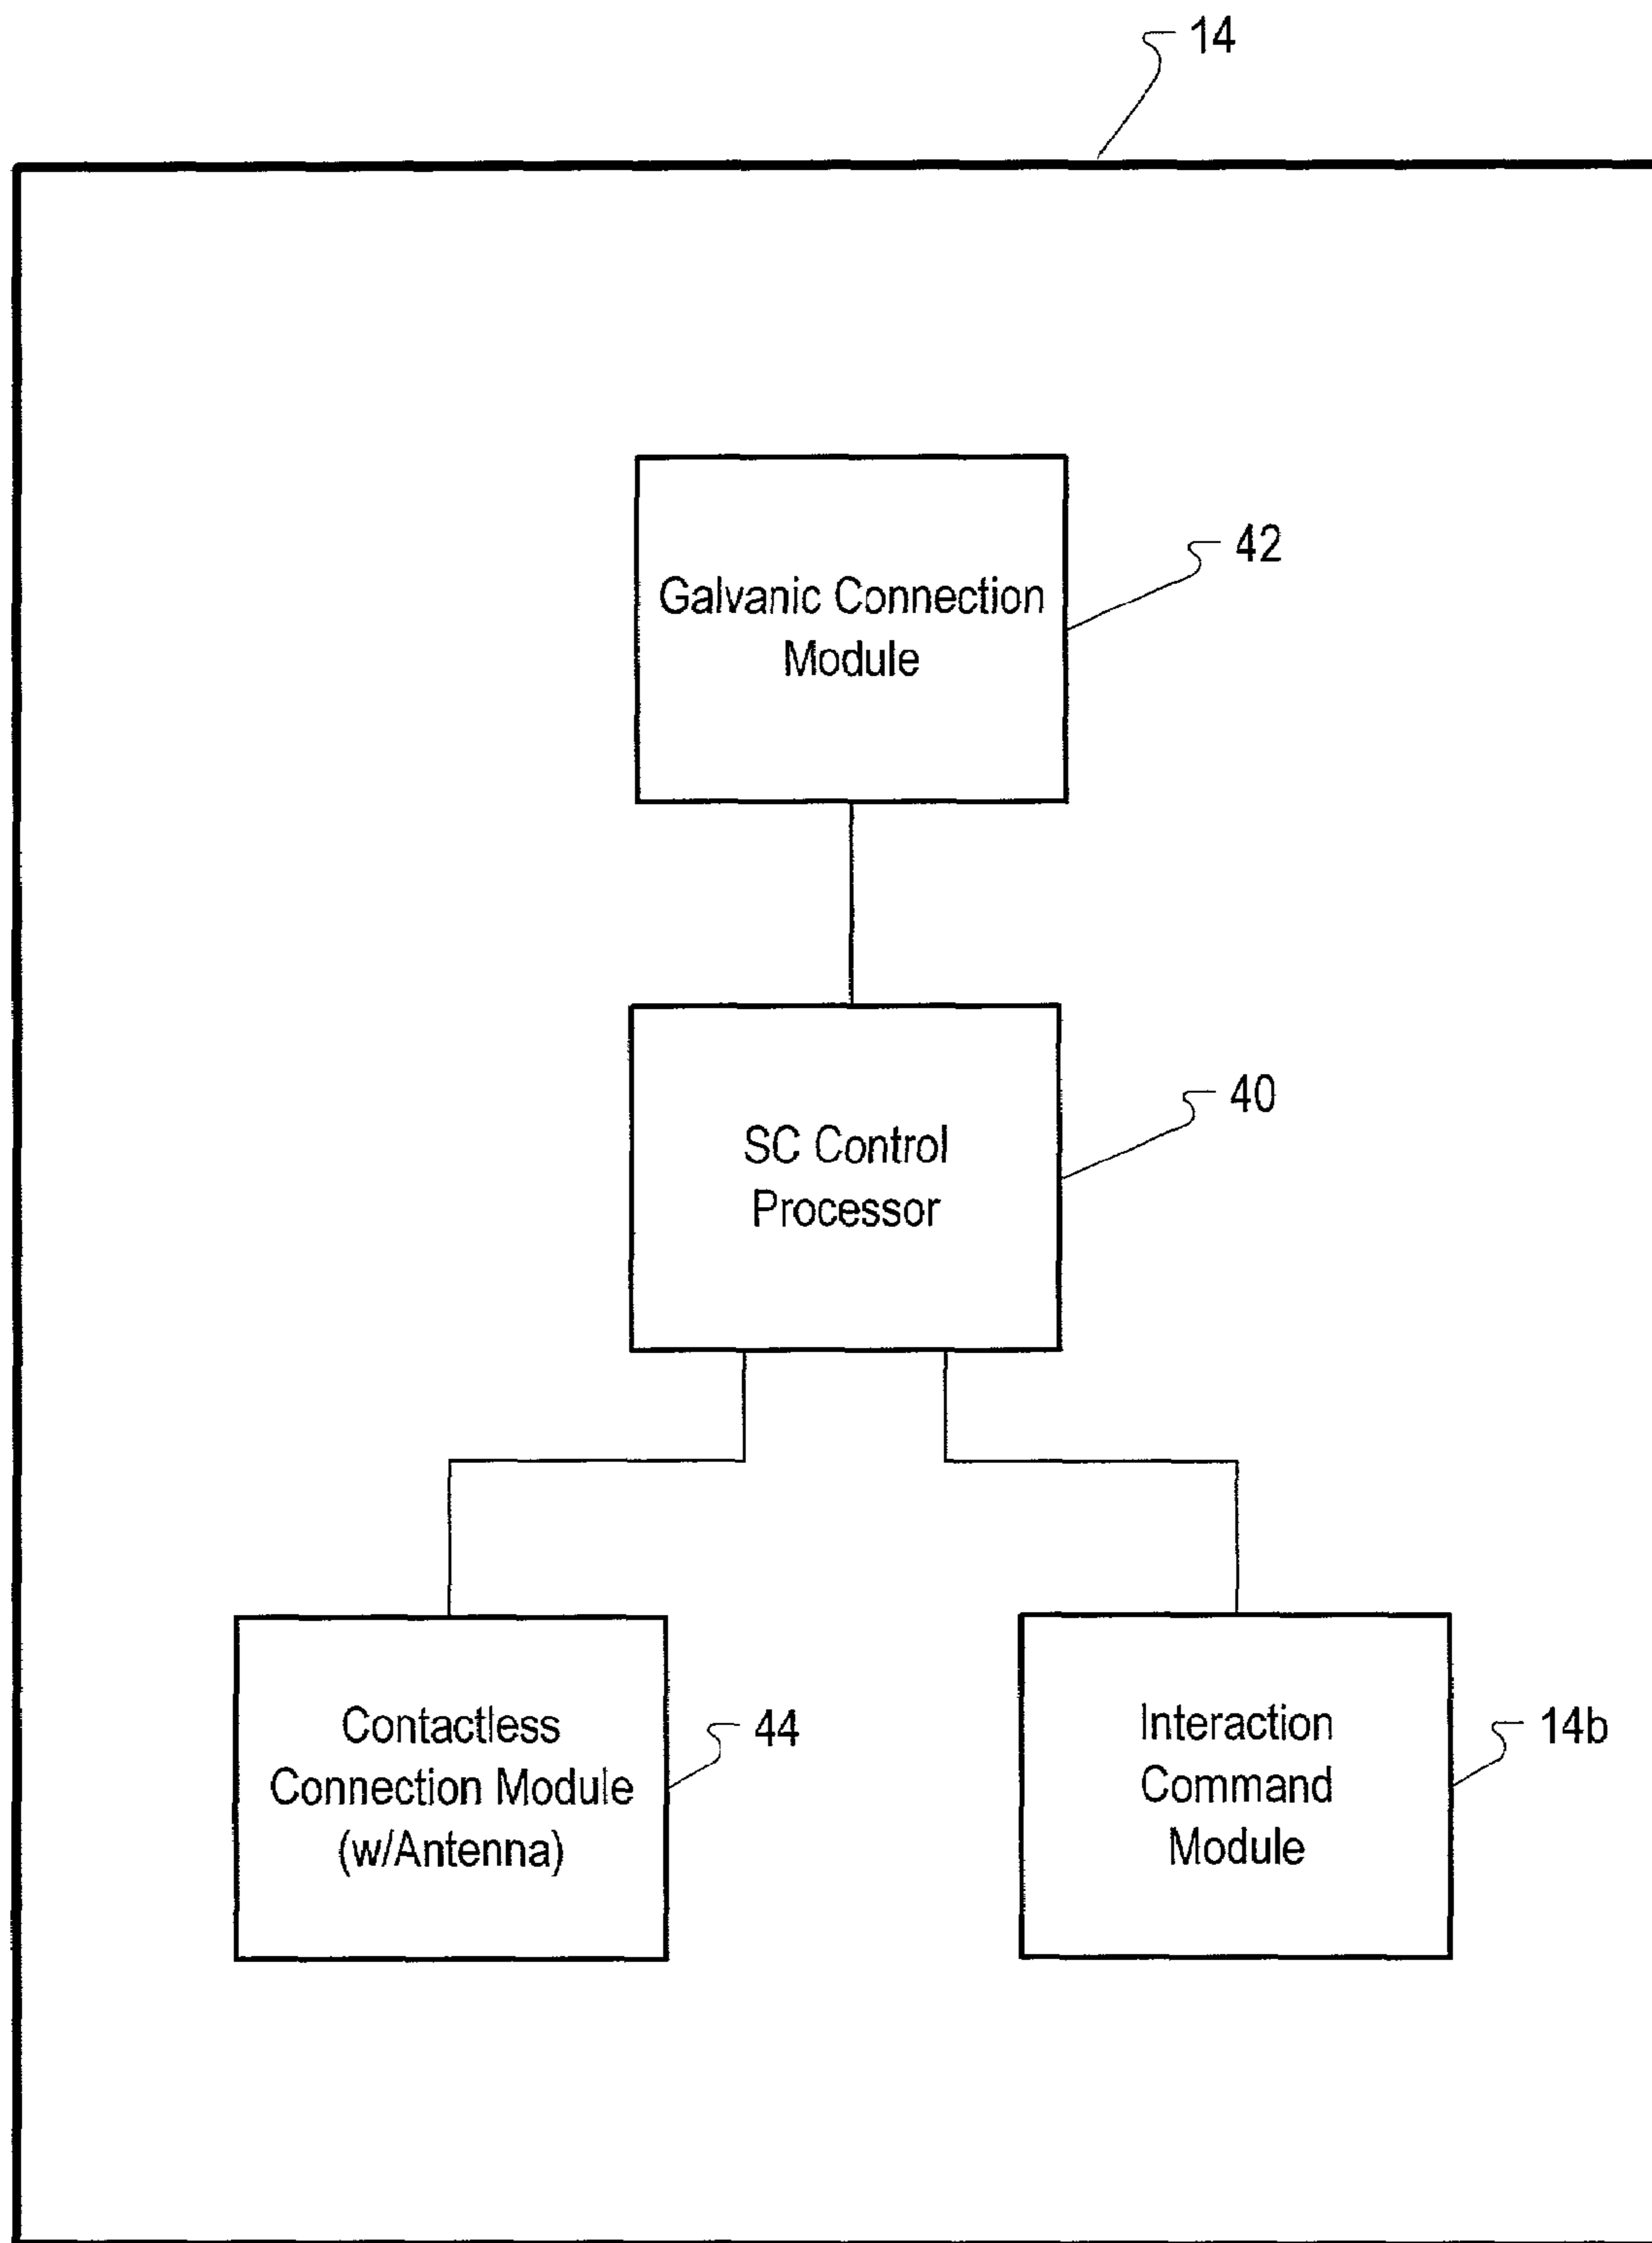 14
Galvanic Connection
Module
42
SC Control
Processor
40
Contactless
Connection Module
(w/Antenna)
44
Interaction
Command
Module
14b